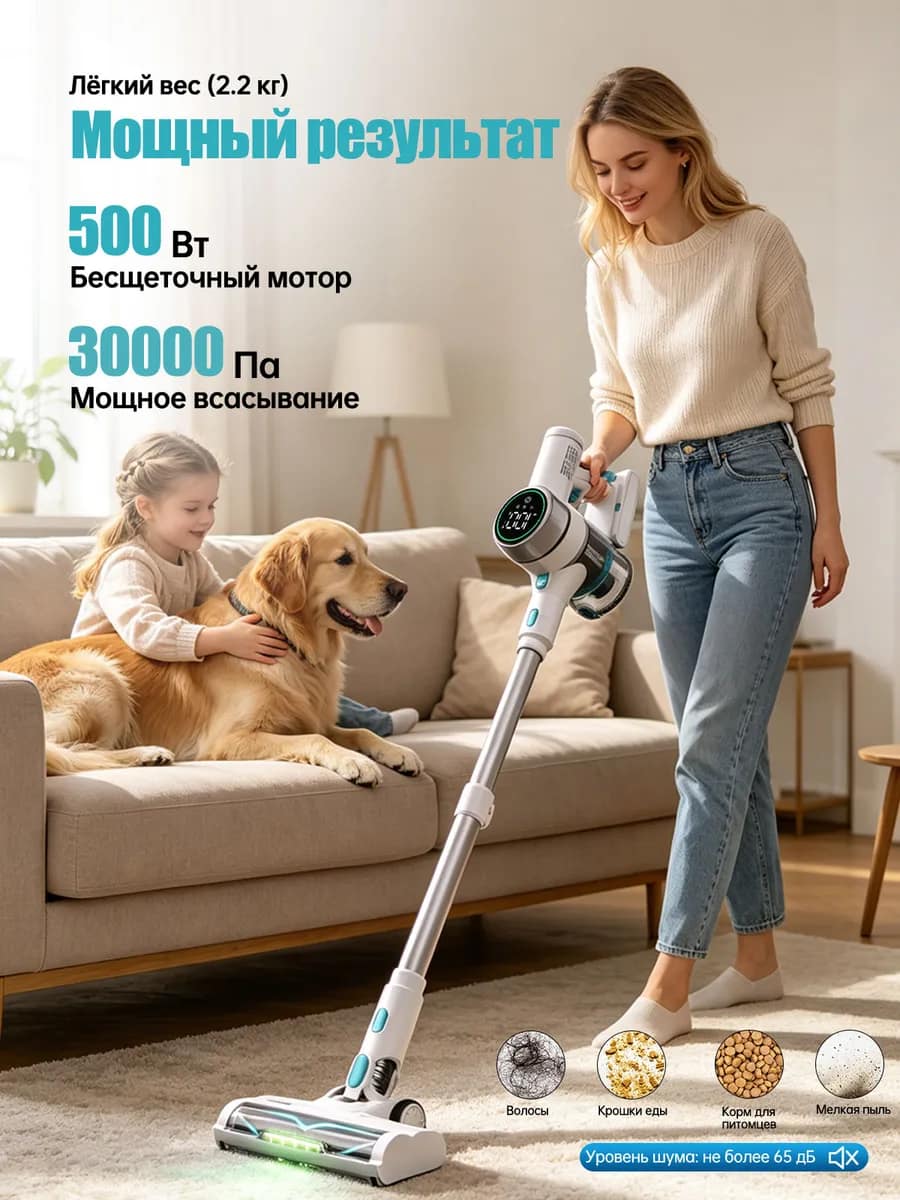 Лёгкий вес (2.2 кг)
Мощный результат
500 Вт
Бесщеточный мотор
30000 Па
Мощное всасывание
Волосы
Крошки еды
Корм для
питомцев
Мелкая пыль
Уровень шума: не более 65 дБ